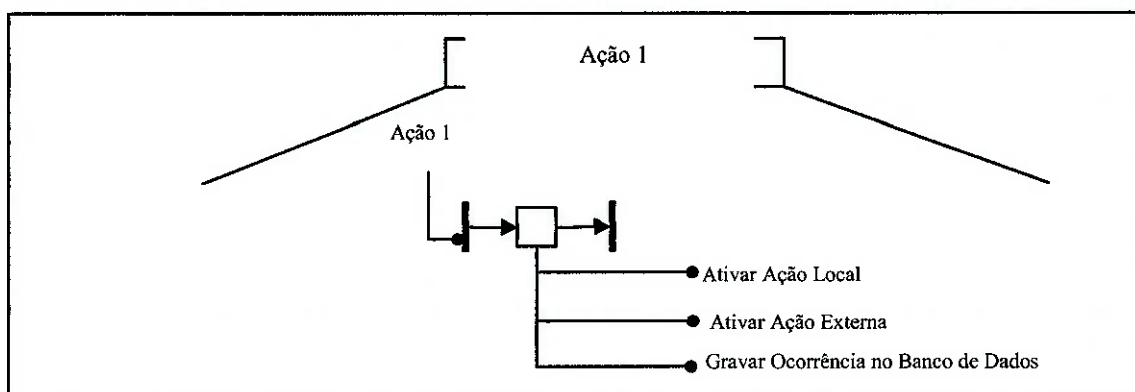 Ação 1
Ação 1
Ativar Ação Local
Ativar Ação Externa
Gravar Ocorrência no Banco de Dados